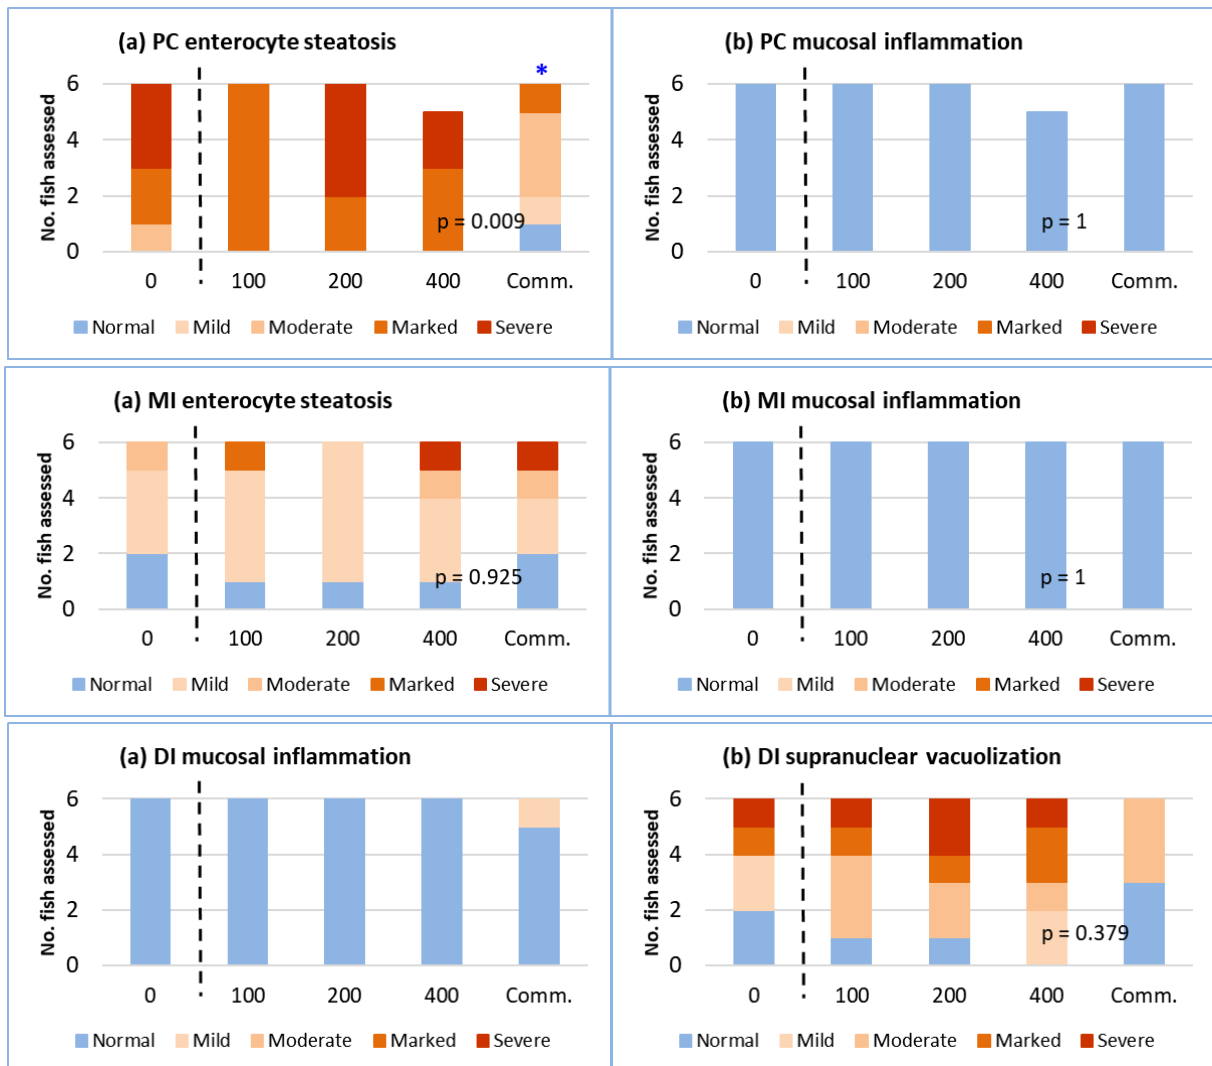 (a) PC enterocyte steatosis
*
No. fish assessed
6
4
2
0
p = 0.009
0 100 200 400 Comm.
Normal Mild Moderate Marked Severe
(b) PC mucosal inflammation
No. fish assessed
6
4
2
0
p = 1
0 100 200 400 Comm.
Normal Mild Moderate Marked Severe
(a) MI enterocyte steatosis
No. fish assessed
6
4
2
0
p = 0.925
0 100 200 400 Comm.
Normal Mild Moderate Marked Severe
(b) MI mucosal inflammation
No. fish assessed
6
4
2
0
p = 1
0 100 200 400 Comm.
Normal Mild Moderate Marked Severe
(a) DI mucosal inflammation
No. fish assessed
6
4
2
0
0 100 200 400 Comm.
Normal Mild Moderate Marked Severe
(b) DI supranuclear vacuolization
No. fish assessed
6
4
2
0
p = 0.379
0 100 200 400 Comm.
Normal Mild Moderate Marked Severe